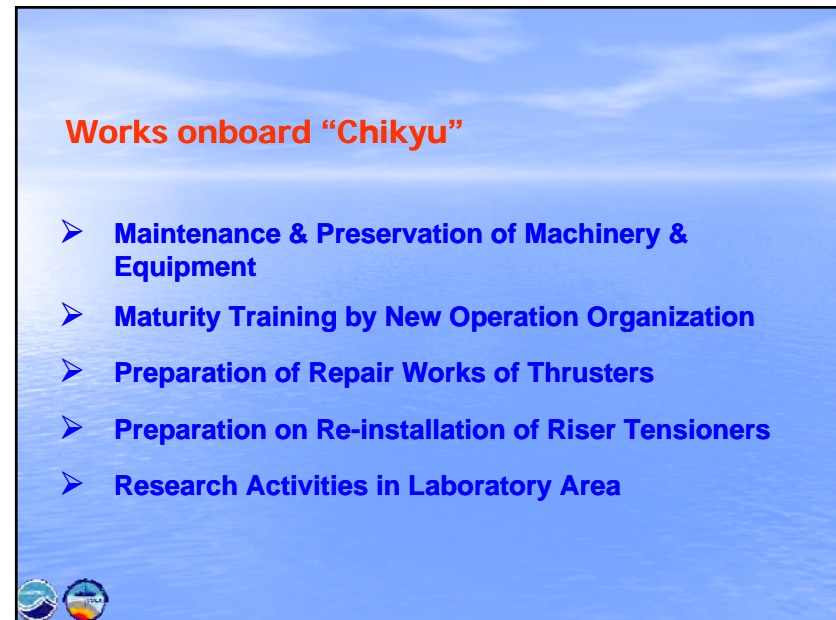 Works onboard “Chikyu”
➢ Maintenance & Preservation of Machinery &
Equipment
➢ Maturity Training by New Operation Organization
➢ Preparation of Repair Works of Thrusters
➢ Preparation on Re-installation of Riser Tensioners
➢ Research Activities in Laboratory Area